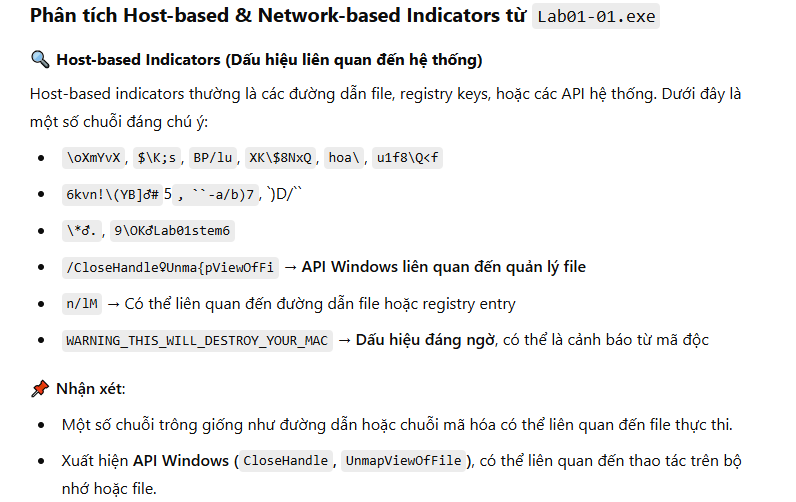 Phân tích Host-based & Network-based Indicators từ Lab01-01.exe
Host-based Indicators (Dấu hiệu liên quan đến hệ thống)
Host-based indicators thường là các đường dẫn file, registry keys, hoặc các API hệ thống. Dưới đây là
một số chuỗi đáng chú ý:
• \oXmYvX, $\K;s, BP/lu, XK\$8NxQ, hoa\, u1f8\Q<f
• 6kvn!\(YB]♂# 5 , ``-a/b)7, `)D/``
• \*♂., 9\OK♂Lab01stem6
• /CloseHandle♀Unma{pViewOfFi → API Windows liên quan đến quản lý file
• n/lM → Có thể liên quan đến đường dẫn file hoặc registry entry
• WARNING_THIS_WILL_DESTROY_YOUR_MAC → Dấu hiệu đáng ngờ, có thể là cảnh báo từ mã độc
Nhận xét:
• Một số chuỗi trông giống như đường dẫn hoặc chuỗi mã hóa có thể liên quan đến file thực thi.
• Xuất hiện API Windows (CloseHandle, UnmapViewOfFile), có thể liên quan đến thao tác trên bộ
nhớ hoặc file.